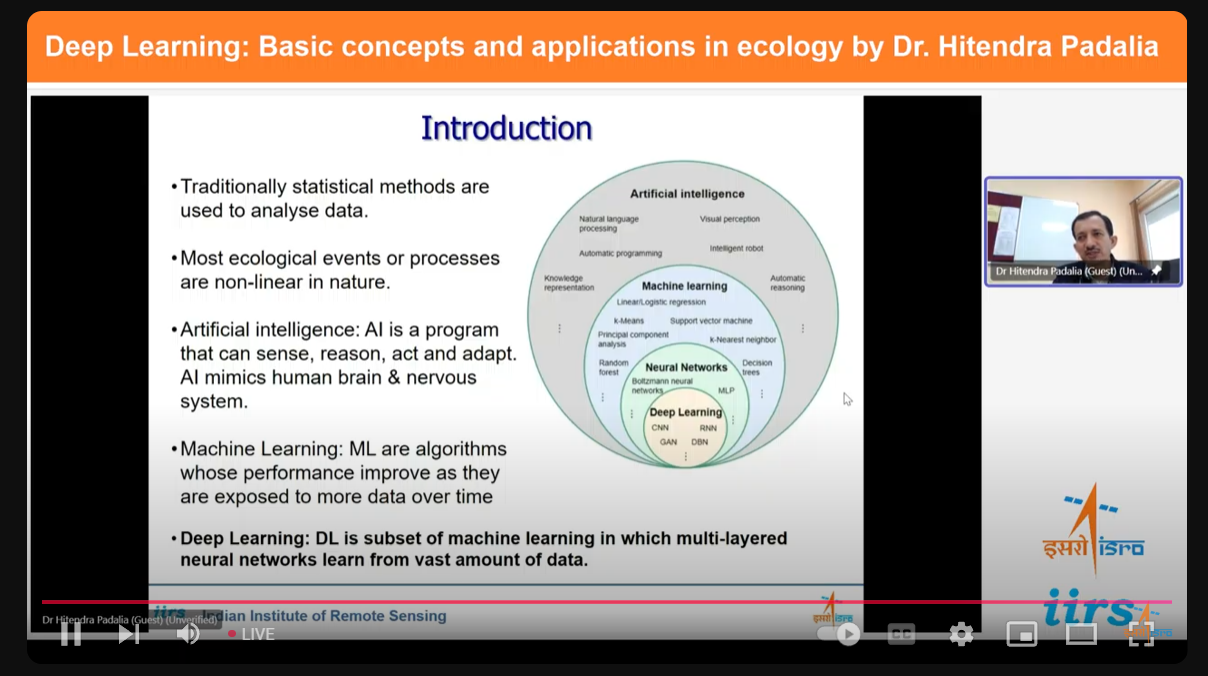 Deep Learning: Basic concepts and applications in ecology by Dr. Hitendra Padalia
Introduction
•Traditionally statistical methods are
used to analyse data.
•Most ecological events or processes
are non-linear in nature.
•Artificial intelligence: AI is a program
that can sense, reason, act and adapt.
AI mimics human brain & nervous
system.
•Machine Learning: ML are algorithms
whose performance improve as they
are exposed to more data over time
•Deep Learning: DL is subset of machine learning in which multi-layered
neural networks learn from vast amount of data.
Artificial intelligence
Natural language
processing
Visual perception
Automatic programming
Intelligent robot
Knowledge
representation
Automatic
reasoning
Machine learning
Linear/Logistic regression
k-Means
Support vector machine
Principal component
analysis
k-Nearest neighbor
Random
forest
Decision
trees
Neural Networks
Boltzmann neural
networks
MLP
Deep Learning
CNN
RNN
GAN
DBN
Dr Hitendra Padalia (Guest) (Un...
इसरो isro
iirs
iirs Indian Institute of Remote Sensing
इसरो isro
Dr Hitendra Padalia (Guest) (Unverified)
LIVE
CC